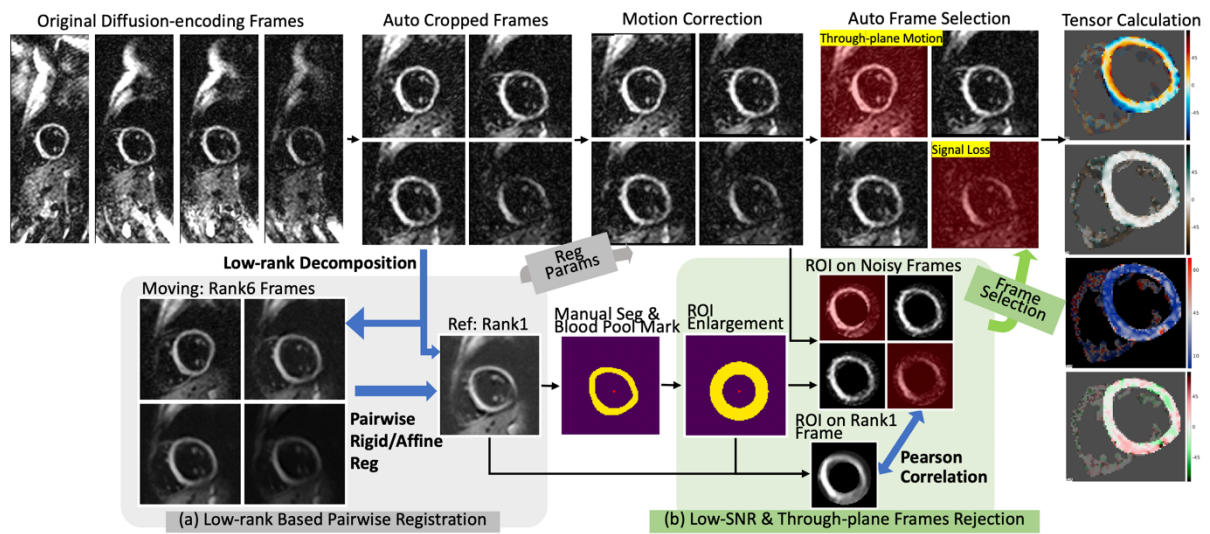 Original Diffusion-encoding Frames
Auto Cropped Frames
Motion Correction
Auto Frame Selection
Tensor Calculation
Through-plane Motion
Signal Loss
45
0
-45
45
0
-45
60
10
45
0
-45
Low-rank Decomposition
Reg
Params
Moving: Rank6 Frames
Ref: Rank1
Manual Seg &
Blood Pool Mark
ROI
Enlargement
ROI on Noisy Frames
Frame
Selection
Pairwise
Rigid/Affine
Reg
ROI on Rank1
Frame
Pearson
Correlation
(a) Low-rank Based Pairwise Registration
(b) Low-SNR & Through-plane Frames Rejection